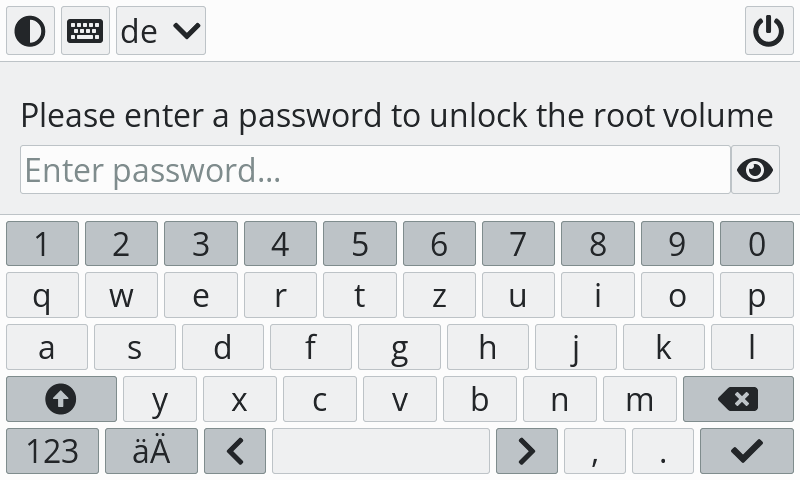 de
Please enter a password to unlock the root volume
Enter password...
1 2 3 4 5 6 7 8 9 0
q w e r t z u i o p
a s d f g h j k l
y x c v b n m
123 äÄ , .